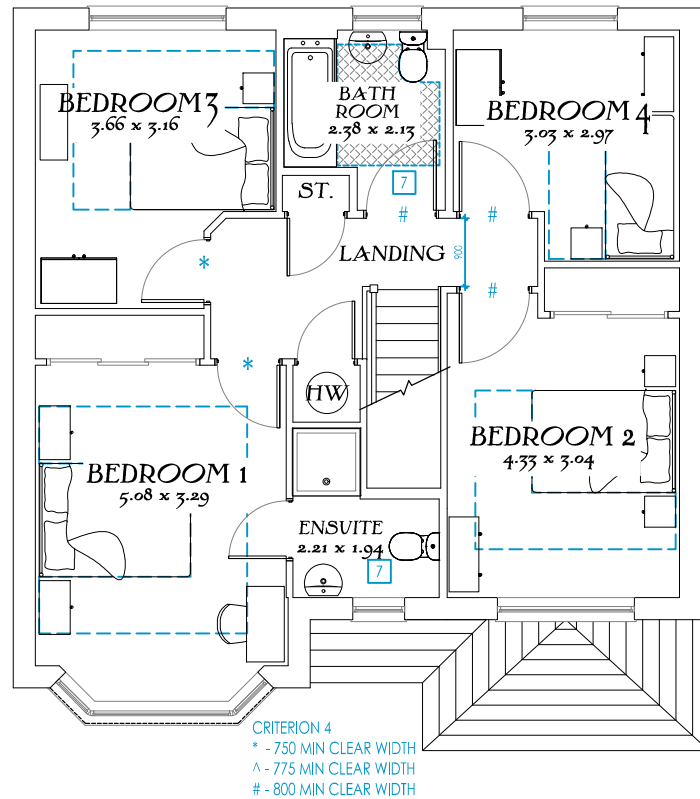 BEDROOM 3
3.66 x 3.16
BATH
ROOM
2.38 x 2.13
BEDROOM 4
3.03 x 2.97
7
ST.
#
#
*
LANDING
900
#
*
HW
BEDROOM 2
4.33 x 3.04
BEDROOM 1
5.08 x 3.29
ENSUITE
2.21 x 1.94
7
CRITERION 4
* - 750 MIN CLEAR WIDTH
^ - 775 MIN CLEAR WIDTH
# - 800 MIN CLEAR WIDTH